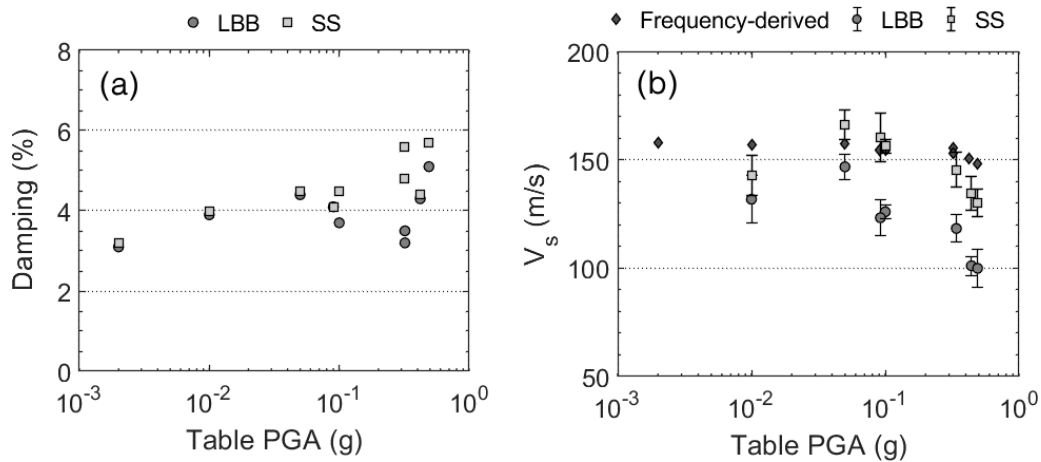 LBB SS
(a)
8
6
4
2
0
Damping (%)
10^-3 10^-2 10^-1 10^0
Table PGA (g)
Frequency-derived LBB SS
(b)
200
150
100
50
V_s (m/s)
10^-3 10^-2 10^-1 10^0
Table PGA (g)